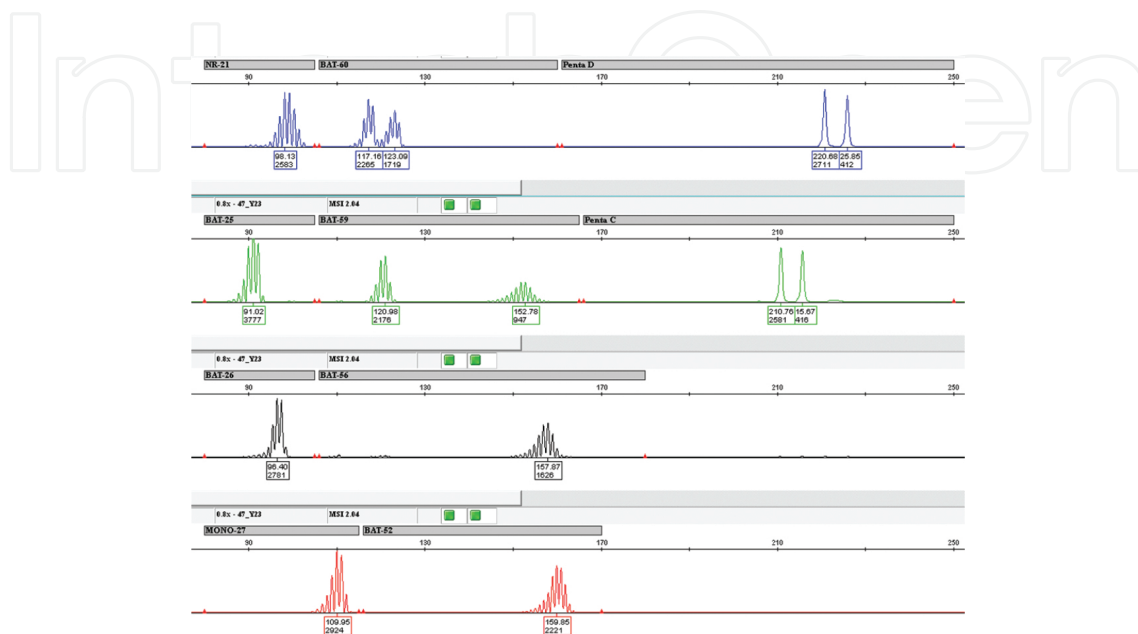 IntechOpen
NR-21 BAT-60 Penta D
90 130 170 210 250
98.13 117.16 123.09 220.68 25.85
2583 2265 1719 2711 412
0.8x - 47_Y23 MSI 2.04
BAT-25 BAT-59 Penta C
90 130 170 210 250
91.02 120.98 152.78 210.76 15.67
3777 2176 947 2581 416
0.8x - 47_Y23 MSI 2.04
BAT-26 BAT-56
90 130 170 210 250
96.40 157.87
2781 1626
0.8x - 47_Y23 MSI 2.04
MONO-27 BAT-52
90 130 170 210 250
109.95 159.85
2924 2221